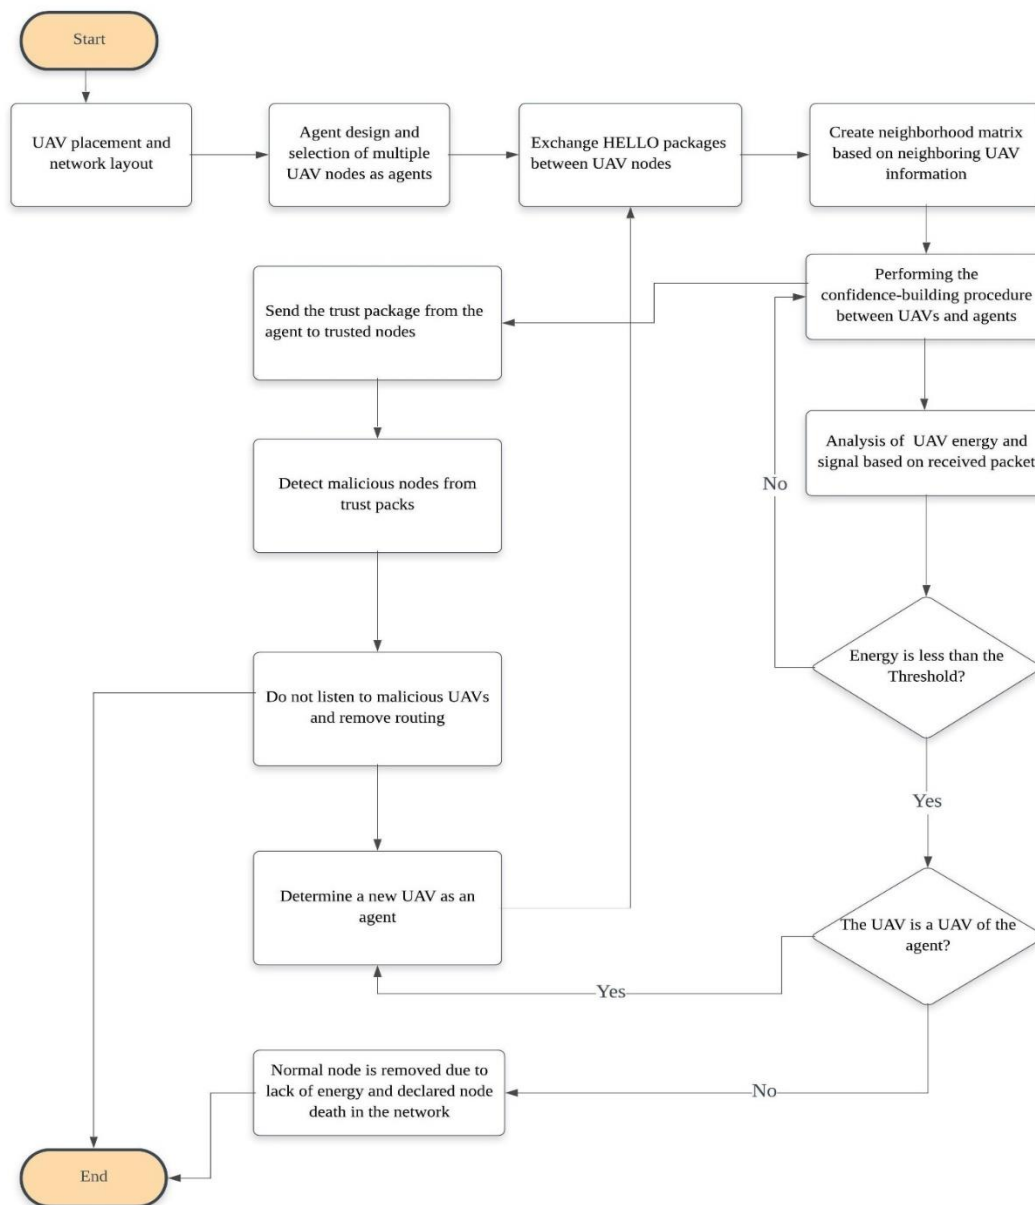 Start
UAV placement and
network layout
Agent design and
selection of multiple
UAV nodes as agents
Exchange HELLO packages
between UAV nodes
Create neighborhood matrix
based on neighboring UAV
information
Send the trust package from the
agent to trusted nodes
Performing the
confidence-building procedure
between UAVs and agents
Detect malicious nodes from
trust packs
Analysis of UAV energy and
signal based on received packet
No
Do not listen to malicious UAVs
and remove routing
Energy is less than the
Threshold?
Yes
Determine a new UAV as an
agent
The UAV is a UAV of the
agent?
Yes
Normal node is removed due to
lack of energy and declared node
death in the network
No
End